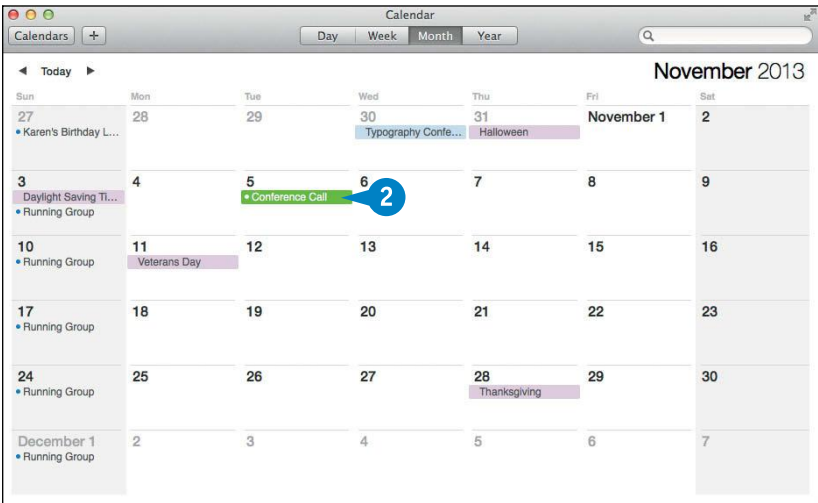 Calendar
Calendars + Day Week Month Year
Today November 2013
Sun Mon Tue Wed Thu Fri Sat
27 28 29 30 31 November 1 2
Karen's Birthday L... Typography Confe... Halloween
3 4 5 6 7 8 9
Daylight Saving Ti... Conference Call 2
Running Group
10 11 12 13 14 15 16
Running Group Veterans Day
17 18 19 20 21 22 23
Running Group
24 25 26 27 28 29 30
Running Group Thanksgiving
December 1 2 3 4 5 6 7
Running Group